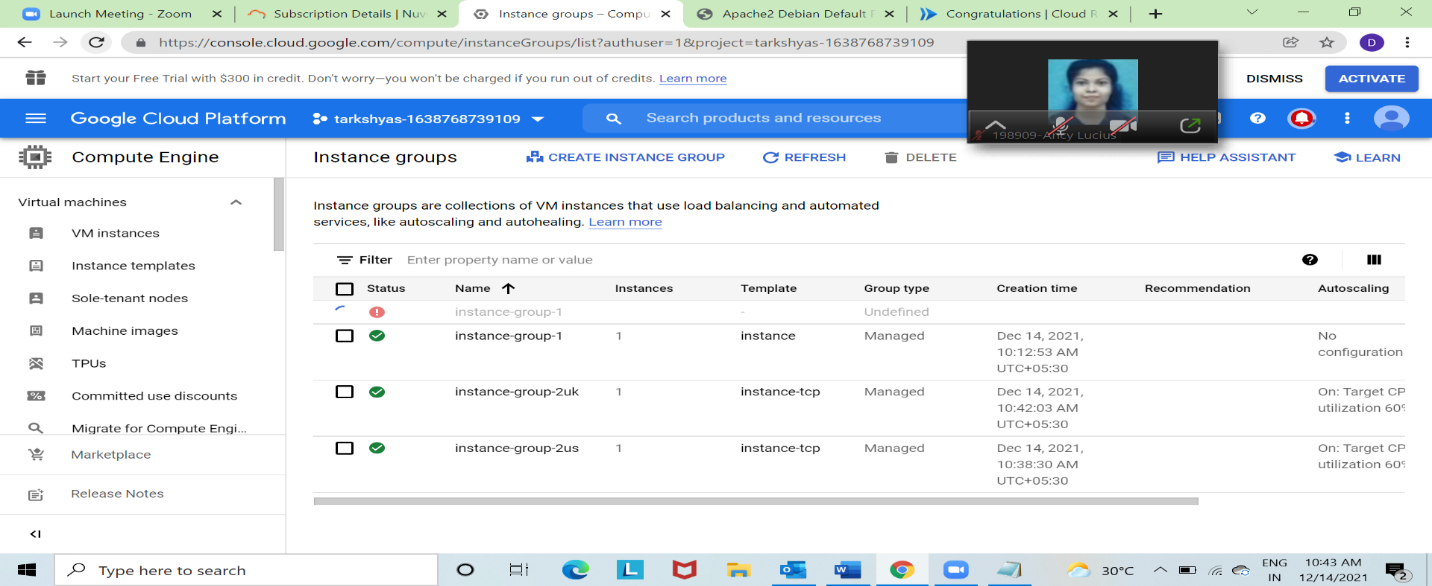 Launch Meeting - Zoom
Subscription Details | Nuv
Instance groups – Compu
Apache2 Debian Default
Congratulations | Cloud R
https://console.cloud.google.com/compute/instanceGroups/list?authuser=1&project=tarkshyas-1638768739109
D
Start your Free Trial with $300 in credit. Don't worry—you won't be charged if you run out of credits. Learn more
DISMISS
ACTIVATE
Google Cloud Platform
tarkshyas-1638768739109
Search products and resources
198909-Ancy Lucius
Compute Engine
Instance groups
CREATE INSTANCE GROUP
REFRESH
DELETE
HELP ASSISTANT
LEARN
Virtual machines
VM instances
Instance templates
Sole-tenant nodes
Machine images
TPUs
Committed use discounts
Migrate for Compute Engi...
Marketplace
Release Notes
Instance groups are collections of VM instances that use load balancing and automated
services, like autoscaling and autohealing. Learn more
Filter Enter property name or value
Status Name Instances Template Group type Creation time Recommendation Autoscaling
instance-group-1 - Undefined
instance-group-1 1 instance Managed Dec 14, 2021, No
10:12:53 AM configuration
UTC+05:30
instance-group-2uk 1 instance-tcp Managed Dec 14, 2021, On: Target CP
10:42:03 AM utilization 60%
UTC+05:30
instance-group-2us 1 instance-tcp Managed Dec 14, 2021, On: Target CP
10:38:30 AM utilization 60%
UTC+05:30
Type here to search
L
W
30°C
ENG
IN
10:43 AM
12/14/2021
2